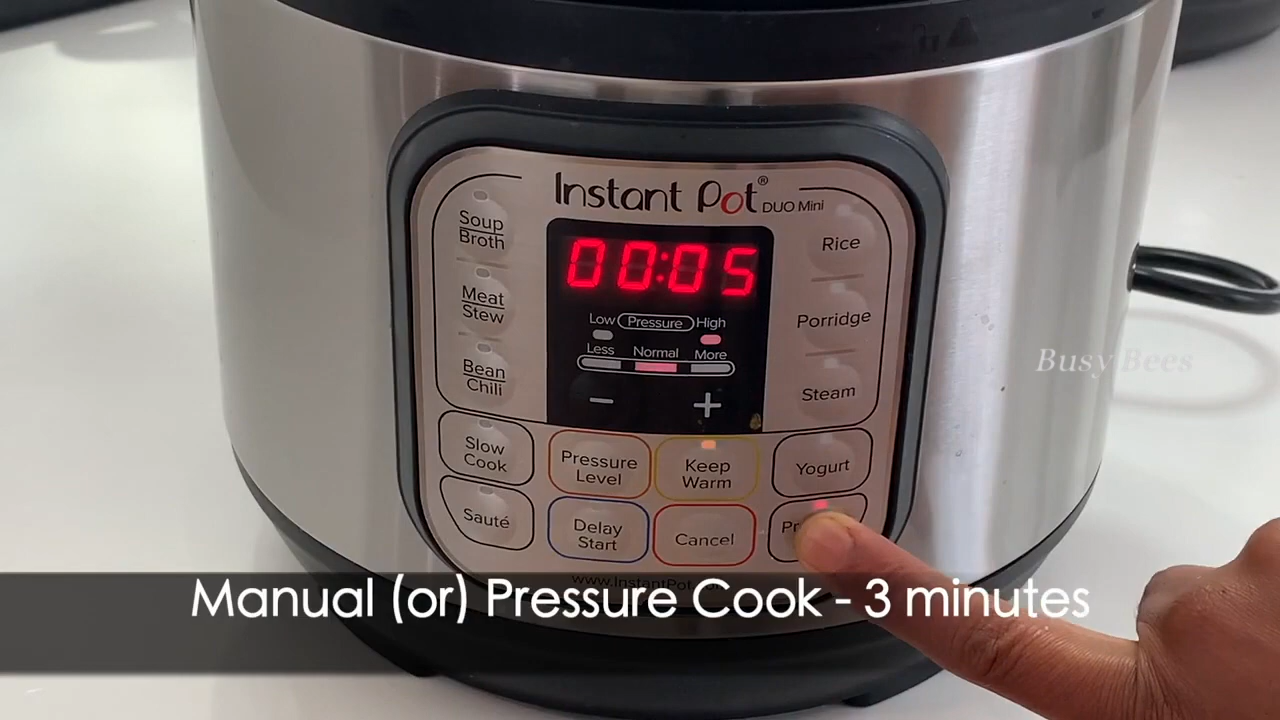 Instant Pot®
DUO Mini
Soup
Broth
Meat
Stew
Bean
Chili
00:05
Low Pressure High
Less Normal More
− +
Rice
Porridge
Steam
Slow
Cook
Pressure
Level
Keep
Warm
Yogurt
Sauté
Delay
Start
Cancel
Busy Bees
Manual (or) Pressure Cook - 3 minutes